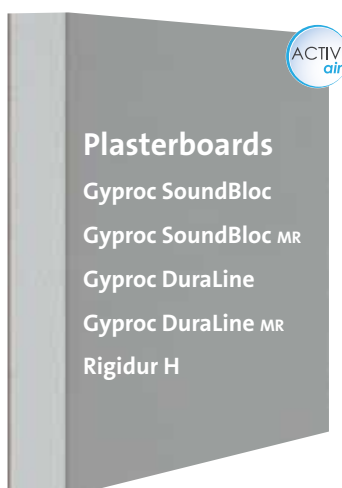 ACTIV
air
Plasterboards
Gyproc SoundBloc
Gyproc SoundBloc MR
Gyproc DuraLine
Gyproc DuraLine MR
Rigidur H